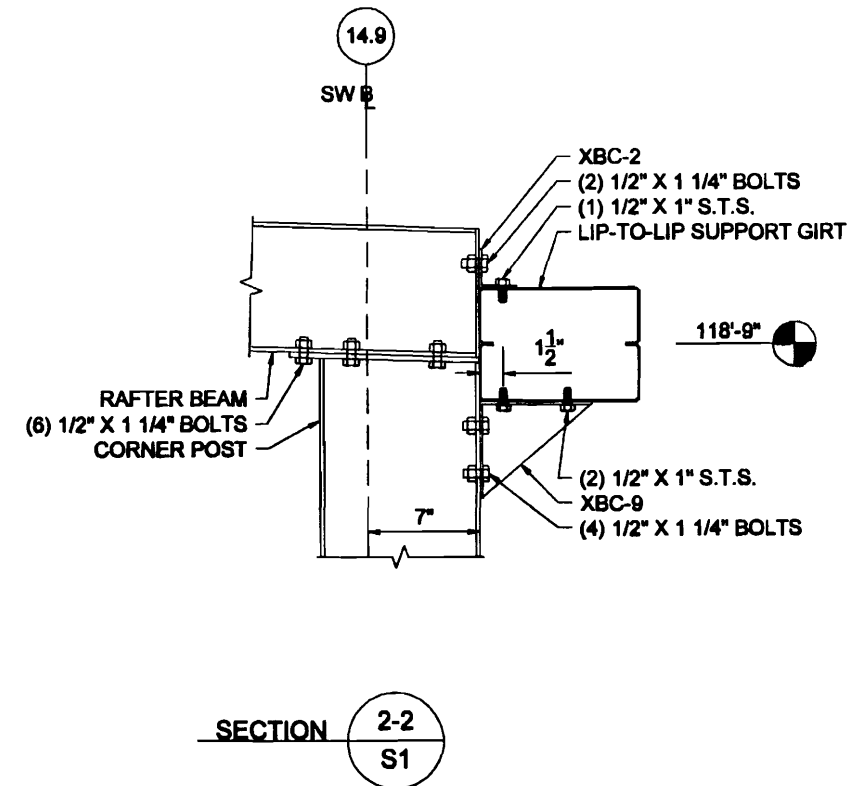 14.9
SW B̲L
XBC-2
(2) 1/2" X 1 1/4" BOLTS
(1) 1/2" X 1" S.T.S.
LIP-TO-LIP SUPPORT GIRT
118'-9"
1 1/2"
RAFTER BEAM
(6) 1/2" X 1 1/4" BOLTS
CORNER POST
(2) 1/2" X 1" S.T.S.
XBC-9
(4) 1/2" X 1 1/4" BOLTS
7"
SECTION
2-2
S1